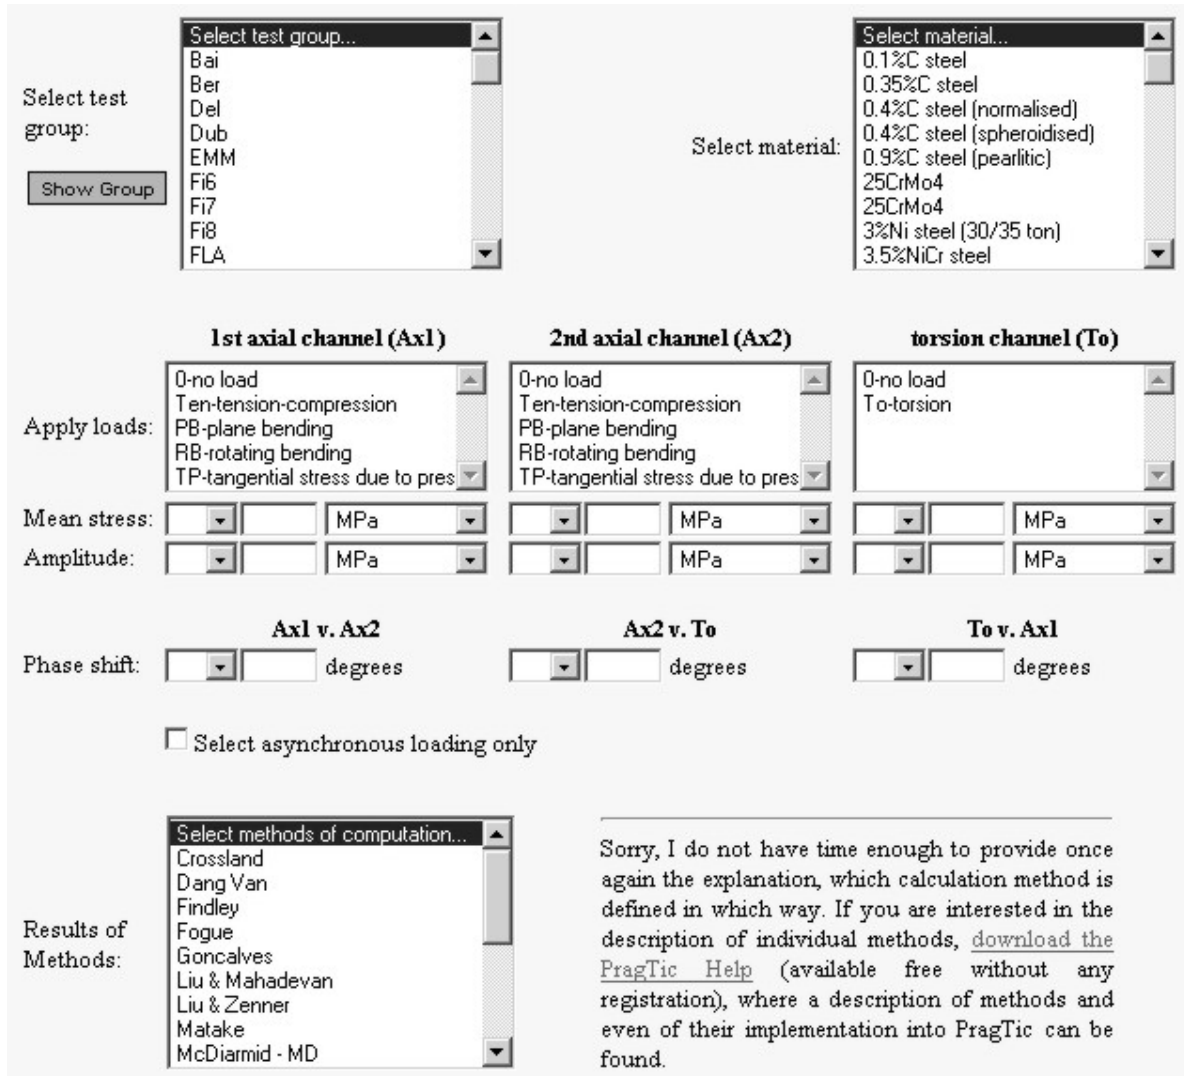 Select test group...
Bai
Ber
Del
Dub
EMM
Fi6
Fi7
Fi8
FLA
Select test
group:
Show Group
Select material:
Select material...
0.1%C steel
0.35%C steel
0.4%C steel (normalised)
0.4%C steel (spheroidised)
0.9%C steel (pearlitic)
25CrMo4
25CrMo4
3%Ni steel (30/35 ton)
3.5%NiCr steel
1st axial channel (Ax1) 2nd axial channel (Ax2) torsion channel (To)
Apply loads:
0-no load
Ten-tension-compression
PB-plane bending
RB-rotating bending
TP-tangential stress due to pres
0-no load
Ten-tension-compression
PB-plane bending
RB-rotating bending
TP-tangential stress due to pres
0-no load
To-torsion
Mean stress: MPa MPa MPa
Amplitude: MPa MPa MPa
Ax1 v. Ax2 Ax2 v. To To v. Ax1
Phase shift: degrees degrees degrees
Select asynchronous loading only
Results of
Methods:
Select methods of computation...
Crossland
Dang Van
Findley
Fogue
Goncalves
Liu & Mahadevan
Liu & Zenner
Matake
McDiarmid - MD
Sorry, I do not have time enough to provide once
again the explanation, which calculation method is
defined in which way. If you are interested in the
description of individual methods, download the
PragTic Help (available free without any
registration), where a description of methods and
even of their implementation into PragTic can be
found.